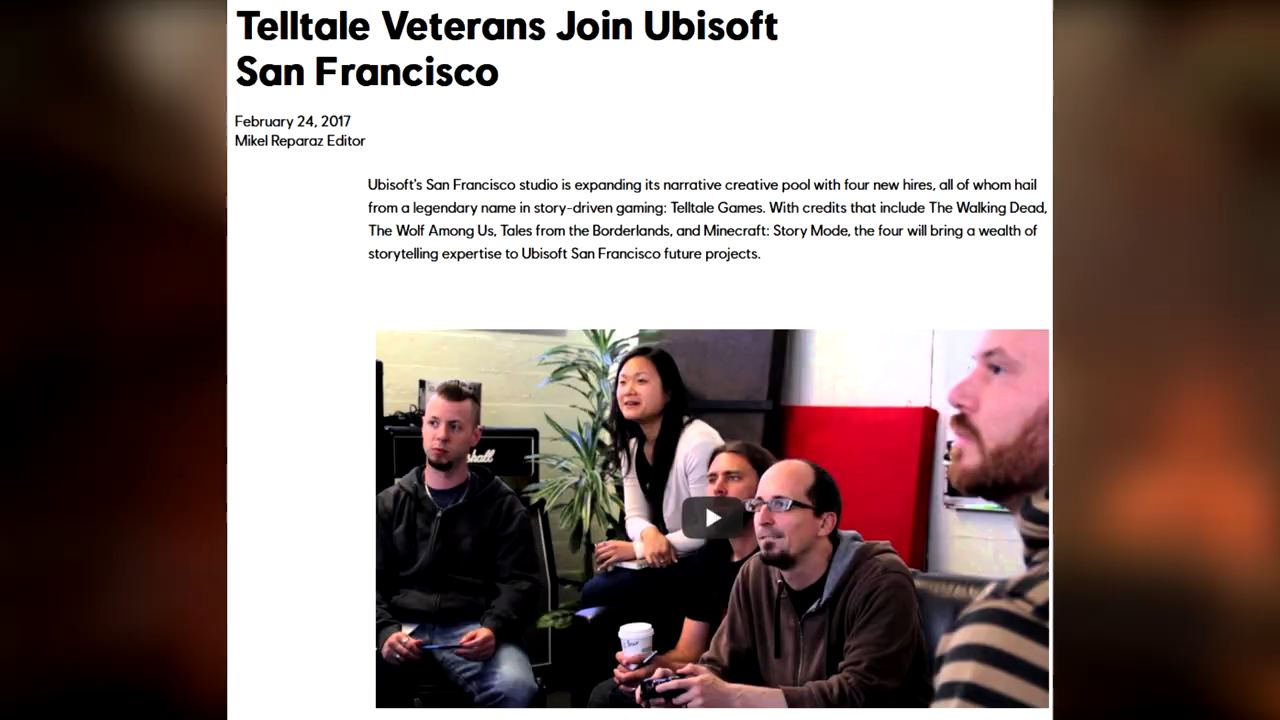 Telltale Veterans Join Ubisoft
San Francisco
February 24, 2017
Mikel Reparaz Editor
Ubisoft's San Francisco studio is expanding its narrative creative pool with four new hires, all of whom hail
from a legendary name in story-driven gaming: Telltale Games. With credits that include The Walking Dead,
The Wolf Among Us, Tales from the Borderlands, and Minecraft: Story Mode, the four will bring a wealth of
storytelling expertise to Ubisoft San Francisco future projects.
shall